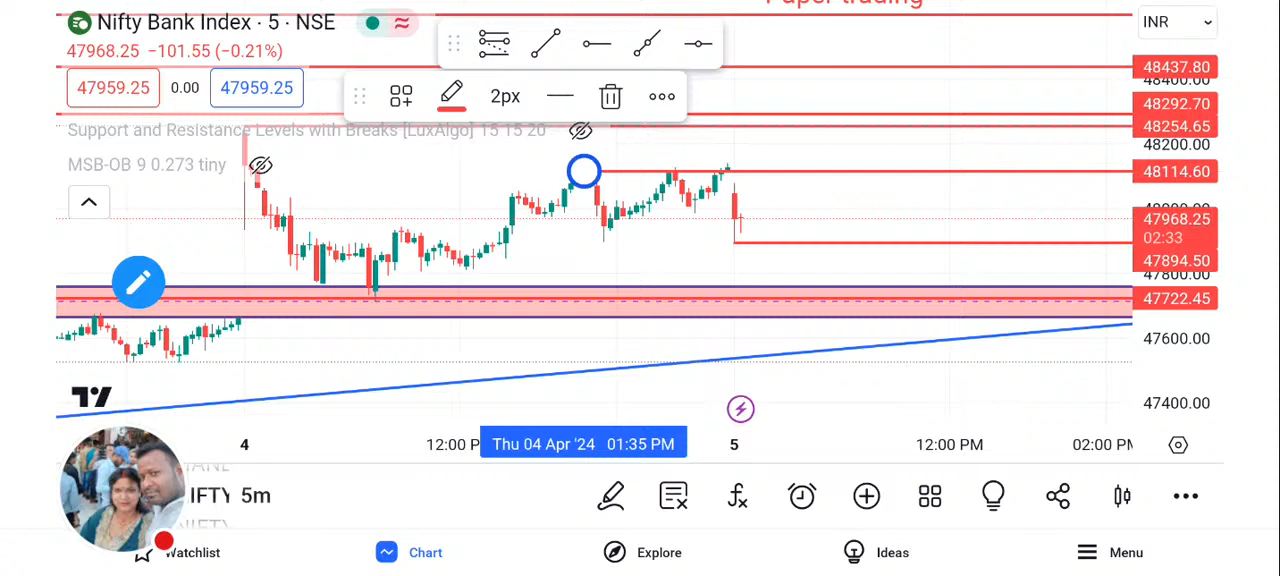 Paper trading
Nifty Bank Index · 5 · NSE
INR
47968.25 −101.55 (−0.21%)
47959.25 0.00 47959.25
2px
48437.80
48400.00
48292.70
Support and Resistance Levels with Breaks [LuxAlgo] 15 15 20
48254.65
48200.00
MSB-OB 9 0.273 tiny
48114.60
47968.25
02:33
47894.50
47800.00
47722.45
47600.00
47400.00
4 12:00 P Thu 04 Apr '24 01:35 PM 5 12:00 PM 02:00 PM
IFTY 5m
NIFTY
Watchlist Chart Explore Ideas Menu